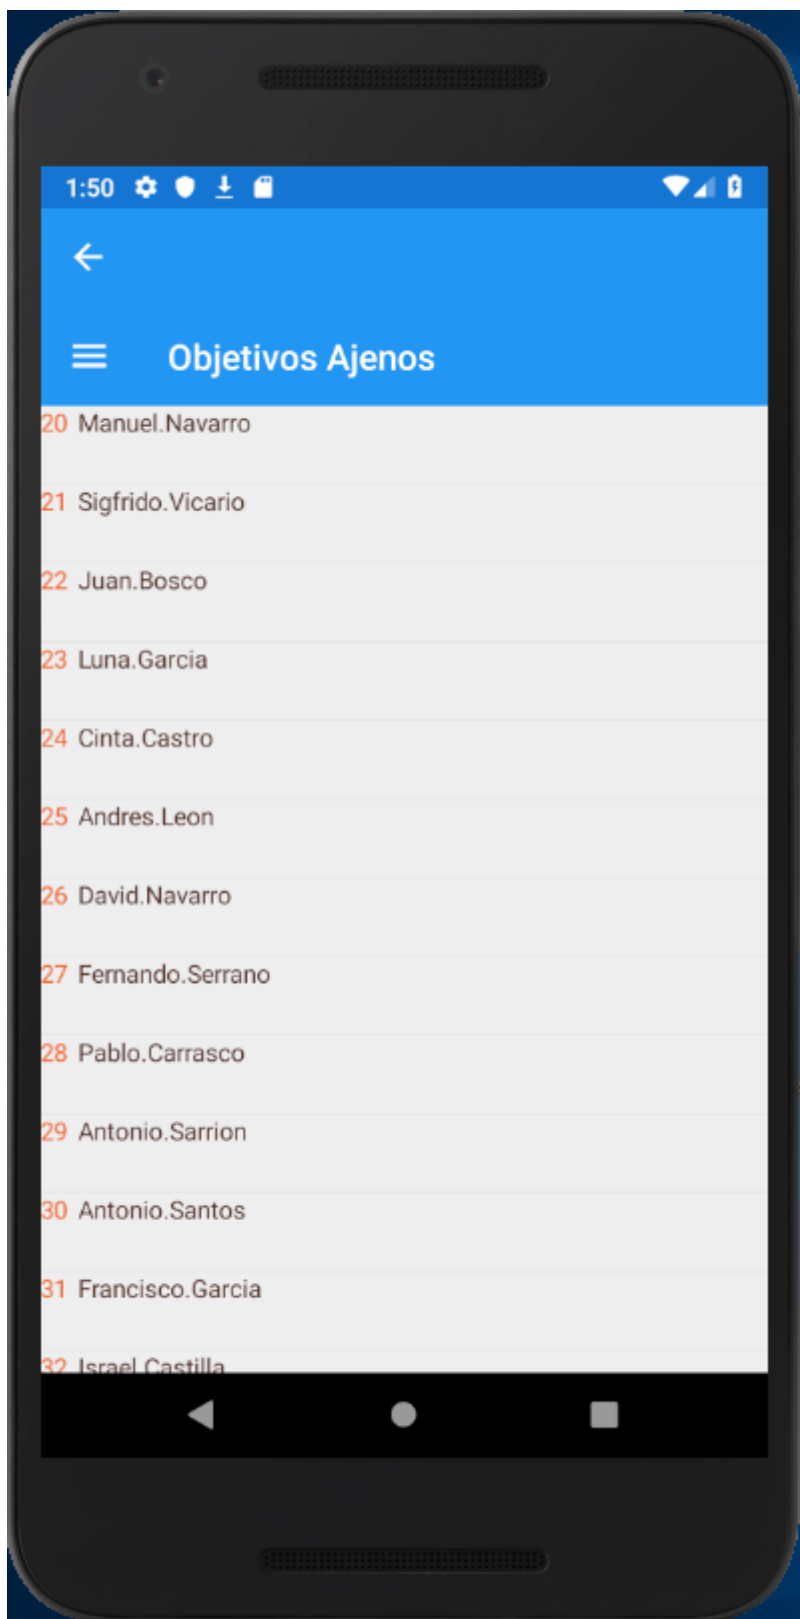 1:50
Objetivos Ajenos
20 Manuel.Navarro
21 Sigfrido.Vicario
22 Juan.Bosco
23 Luna.Garcia
24 Cinta.Castro
25 Andres.Leon
26 David.Navarro
27 Fernando.Serrano
28 Pablo.Carrasco
29 Antonio.Sarrion
30 Antonio.Santos
31 Francisco.Garcia
32 Israel.Castilla